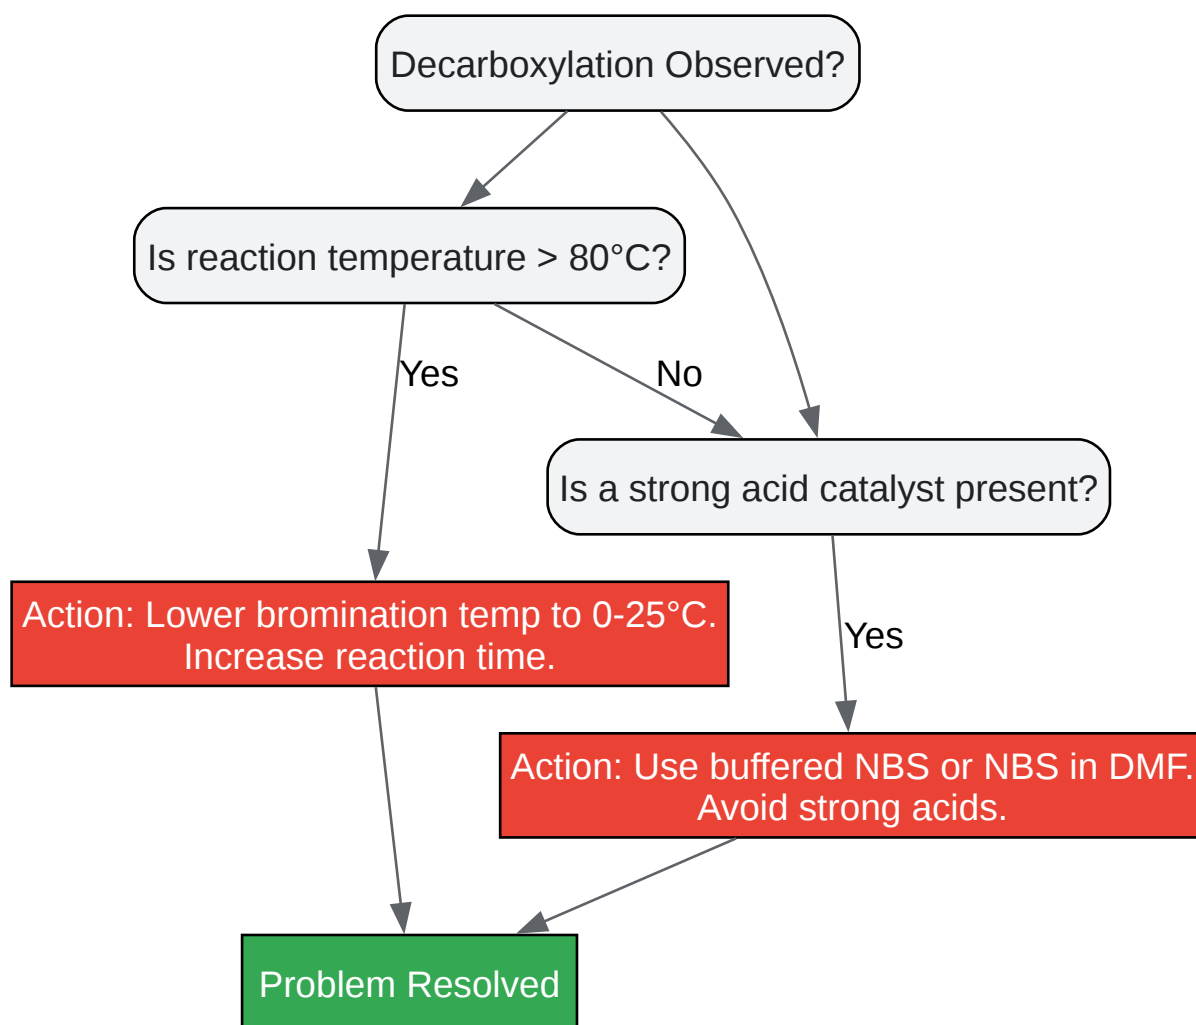 Decarboxylation Observed?
Is reaction temperature > 80°C?
Yes
No
Is a strong acid catalyst present?
Action: Lower bromination temp to 0-25°C.
Increase reaction time.
Yes
Action: Use buffered NBS or NBS in DMF.
Avoid strong acids.
Problem Resolved